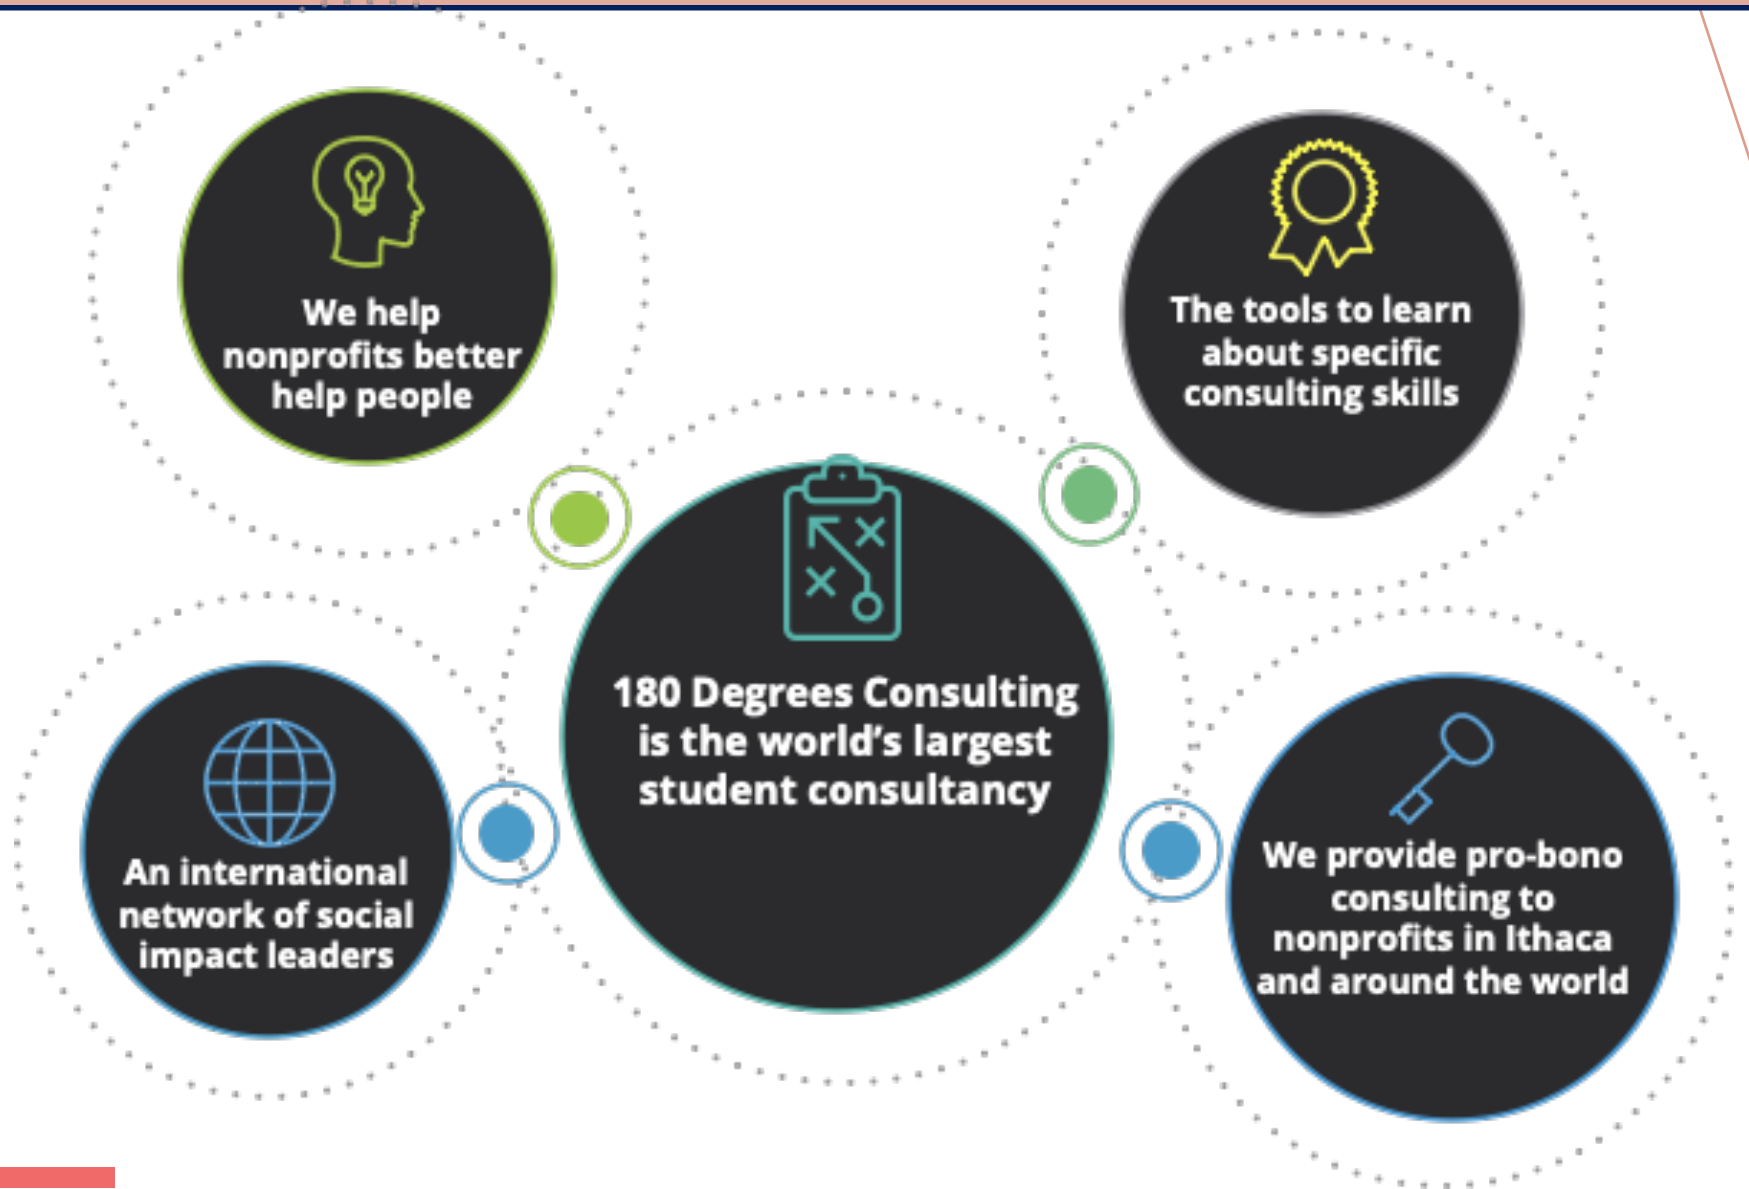 We help
nonprofits better
help people
The tools to learn
about specific
consulting skills
180 Degrees Consulting
is the world’s largest
student consultancy
An international
network of social
impact leaders
We provide pro-bono
consulting to
nonprofits in Ithaca
and around the world